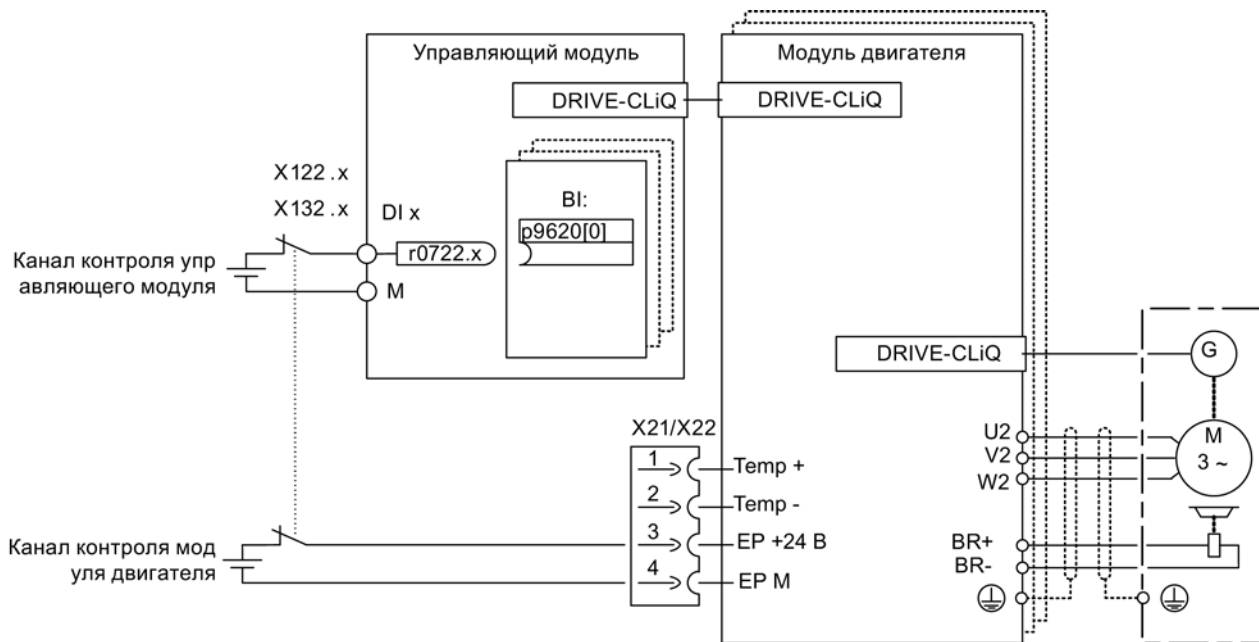 Управляющий модуль
Модуль двигателя
DRIVE-CLiQ
DRIVE-CLiQ
X122 .x
X132 .x
DI x
BI:
p9620[0]
r0722.x
Канал контроля упр
авляющего модуля
M
DRIVE-CLiQ
G
X21/X22
U2
V2
W2
M
3 ~
1
Temp +
2
Temp -
3
EP +24 В
4
EP M
BR+
BR-
Канал контроля мод
уля двигателя